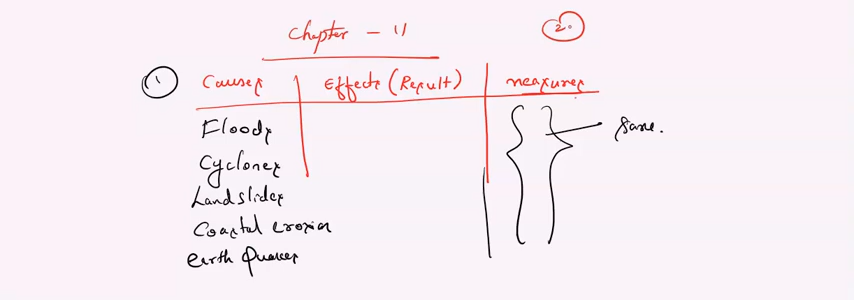 Chapter - 11
2.
1 Causes Effects (Result) measures
Floods
Same.
Cyclones
Landslides
Coastal erosion
Earth Quakes